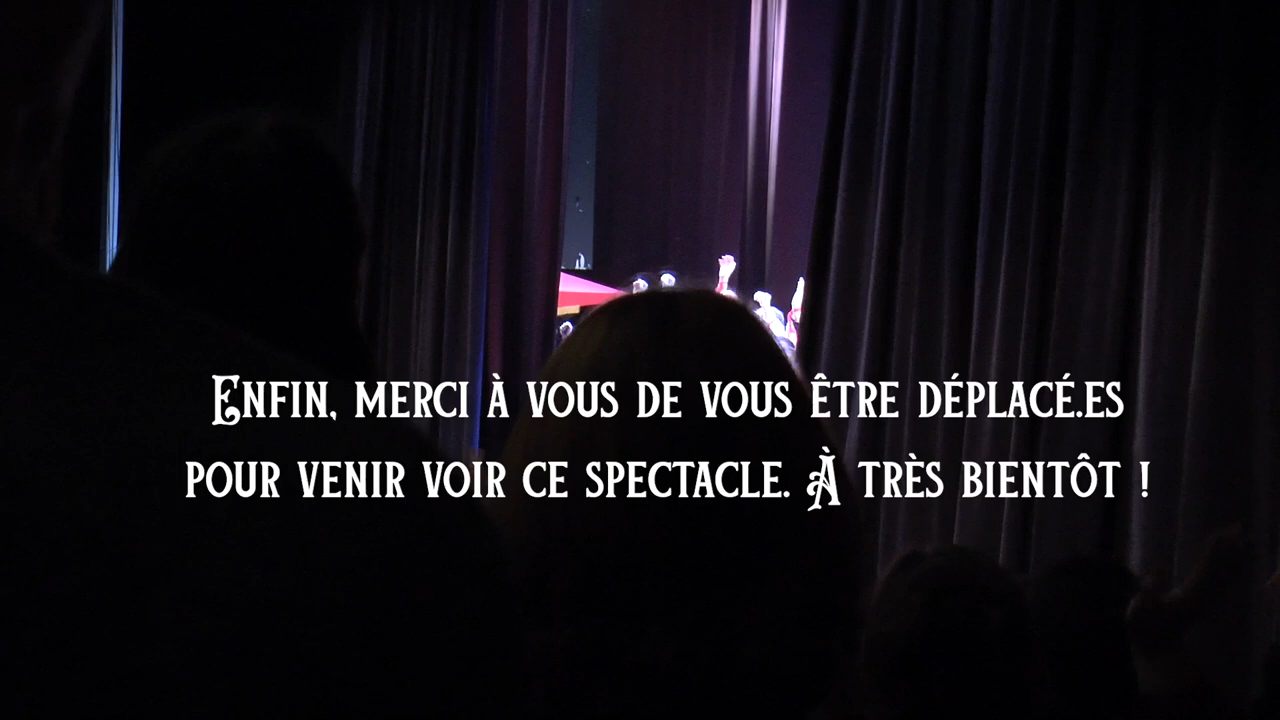 Enfin, merci à vous de vous être déplacé.es
pour venir voir ce spectacle. À très bientôt !